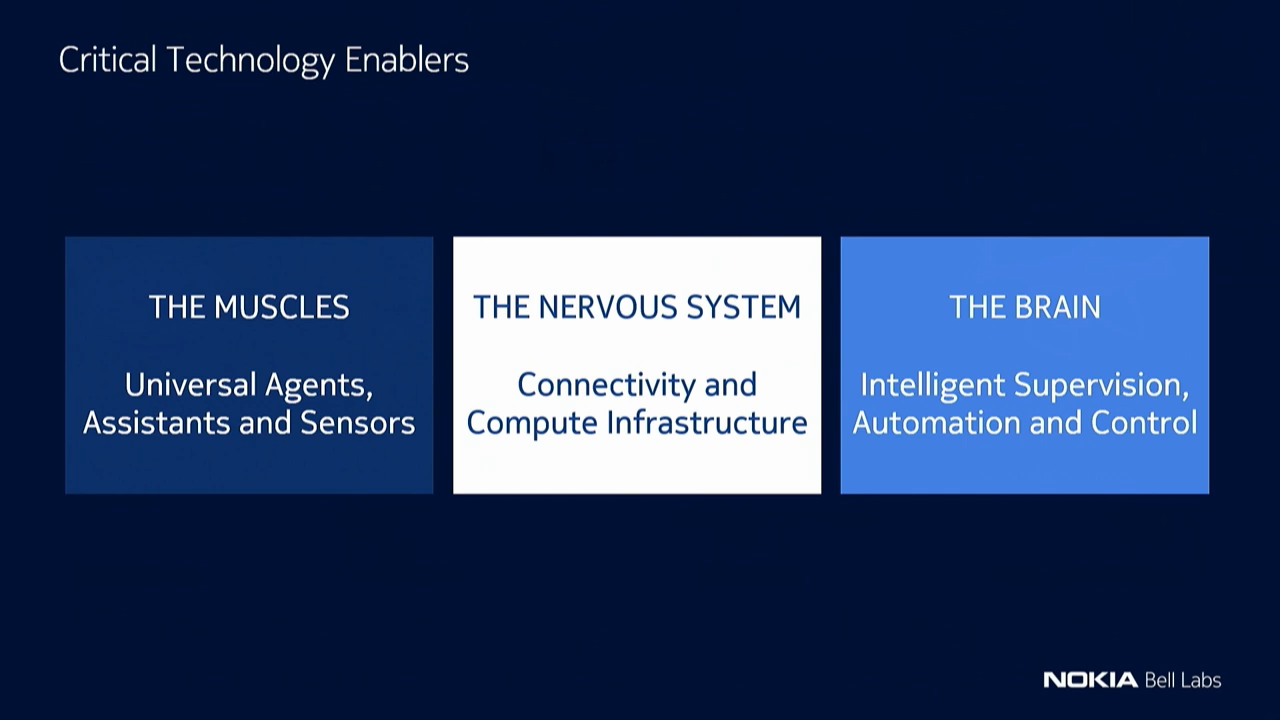 Critical Technology Enablers
THE MUSCLES
Universal Agents,
Assistants and Sensors
THE NERVOUS SYSTEM
Connectivity and
Compute Infrastructure
THE BRAIN
Intelligent Supervision,
Automation and Control
NOKIA Bell Labs